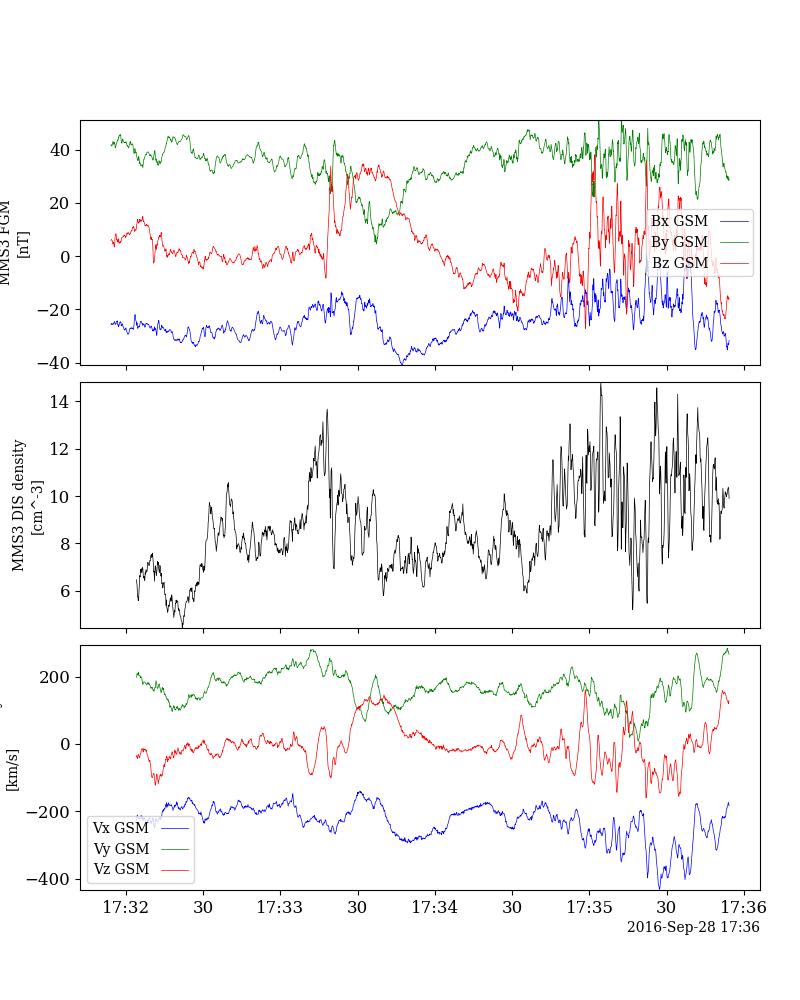 40
20
0
−20
−40
MMS3 FGM
[nT]
Bx GSM
By GSM
Bz GSM
14
12
10
8
6
MMS3 DIS density
[cm^-3]
200
0
−200
−400
[km/s]
Vx GSM
Vy GSM
Vz GSM
17:32 30 17:33 30 17:34 30 17:35 30 17:36
2016-Sep-28 17:36